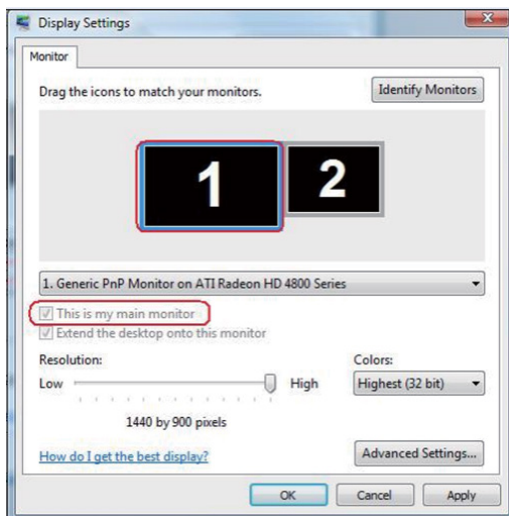 Display Settings
Monitor
Drag the icons to match your monitors.
Identify Monitors
1
2
1. Generic PnP Monitor on ATI Radeon HD 4800 Series
This is my main monitor
Extend the desktop onto this monitor
Resolution:
Colors:
Low
High
Highest (32 bit)
1440 by 900 pixels
How do I get the best display?
Advanced Settings...
OK
Cancel
Apply